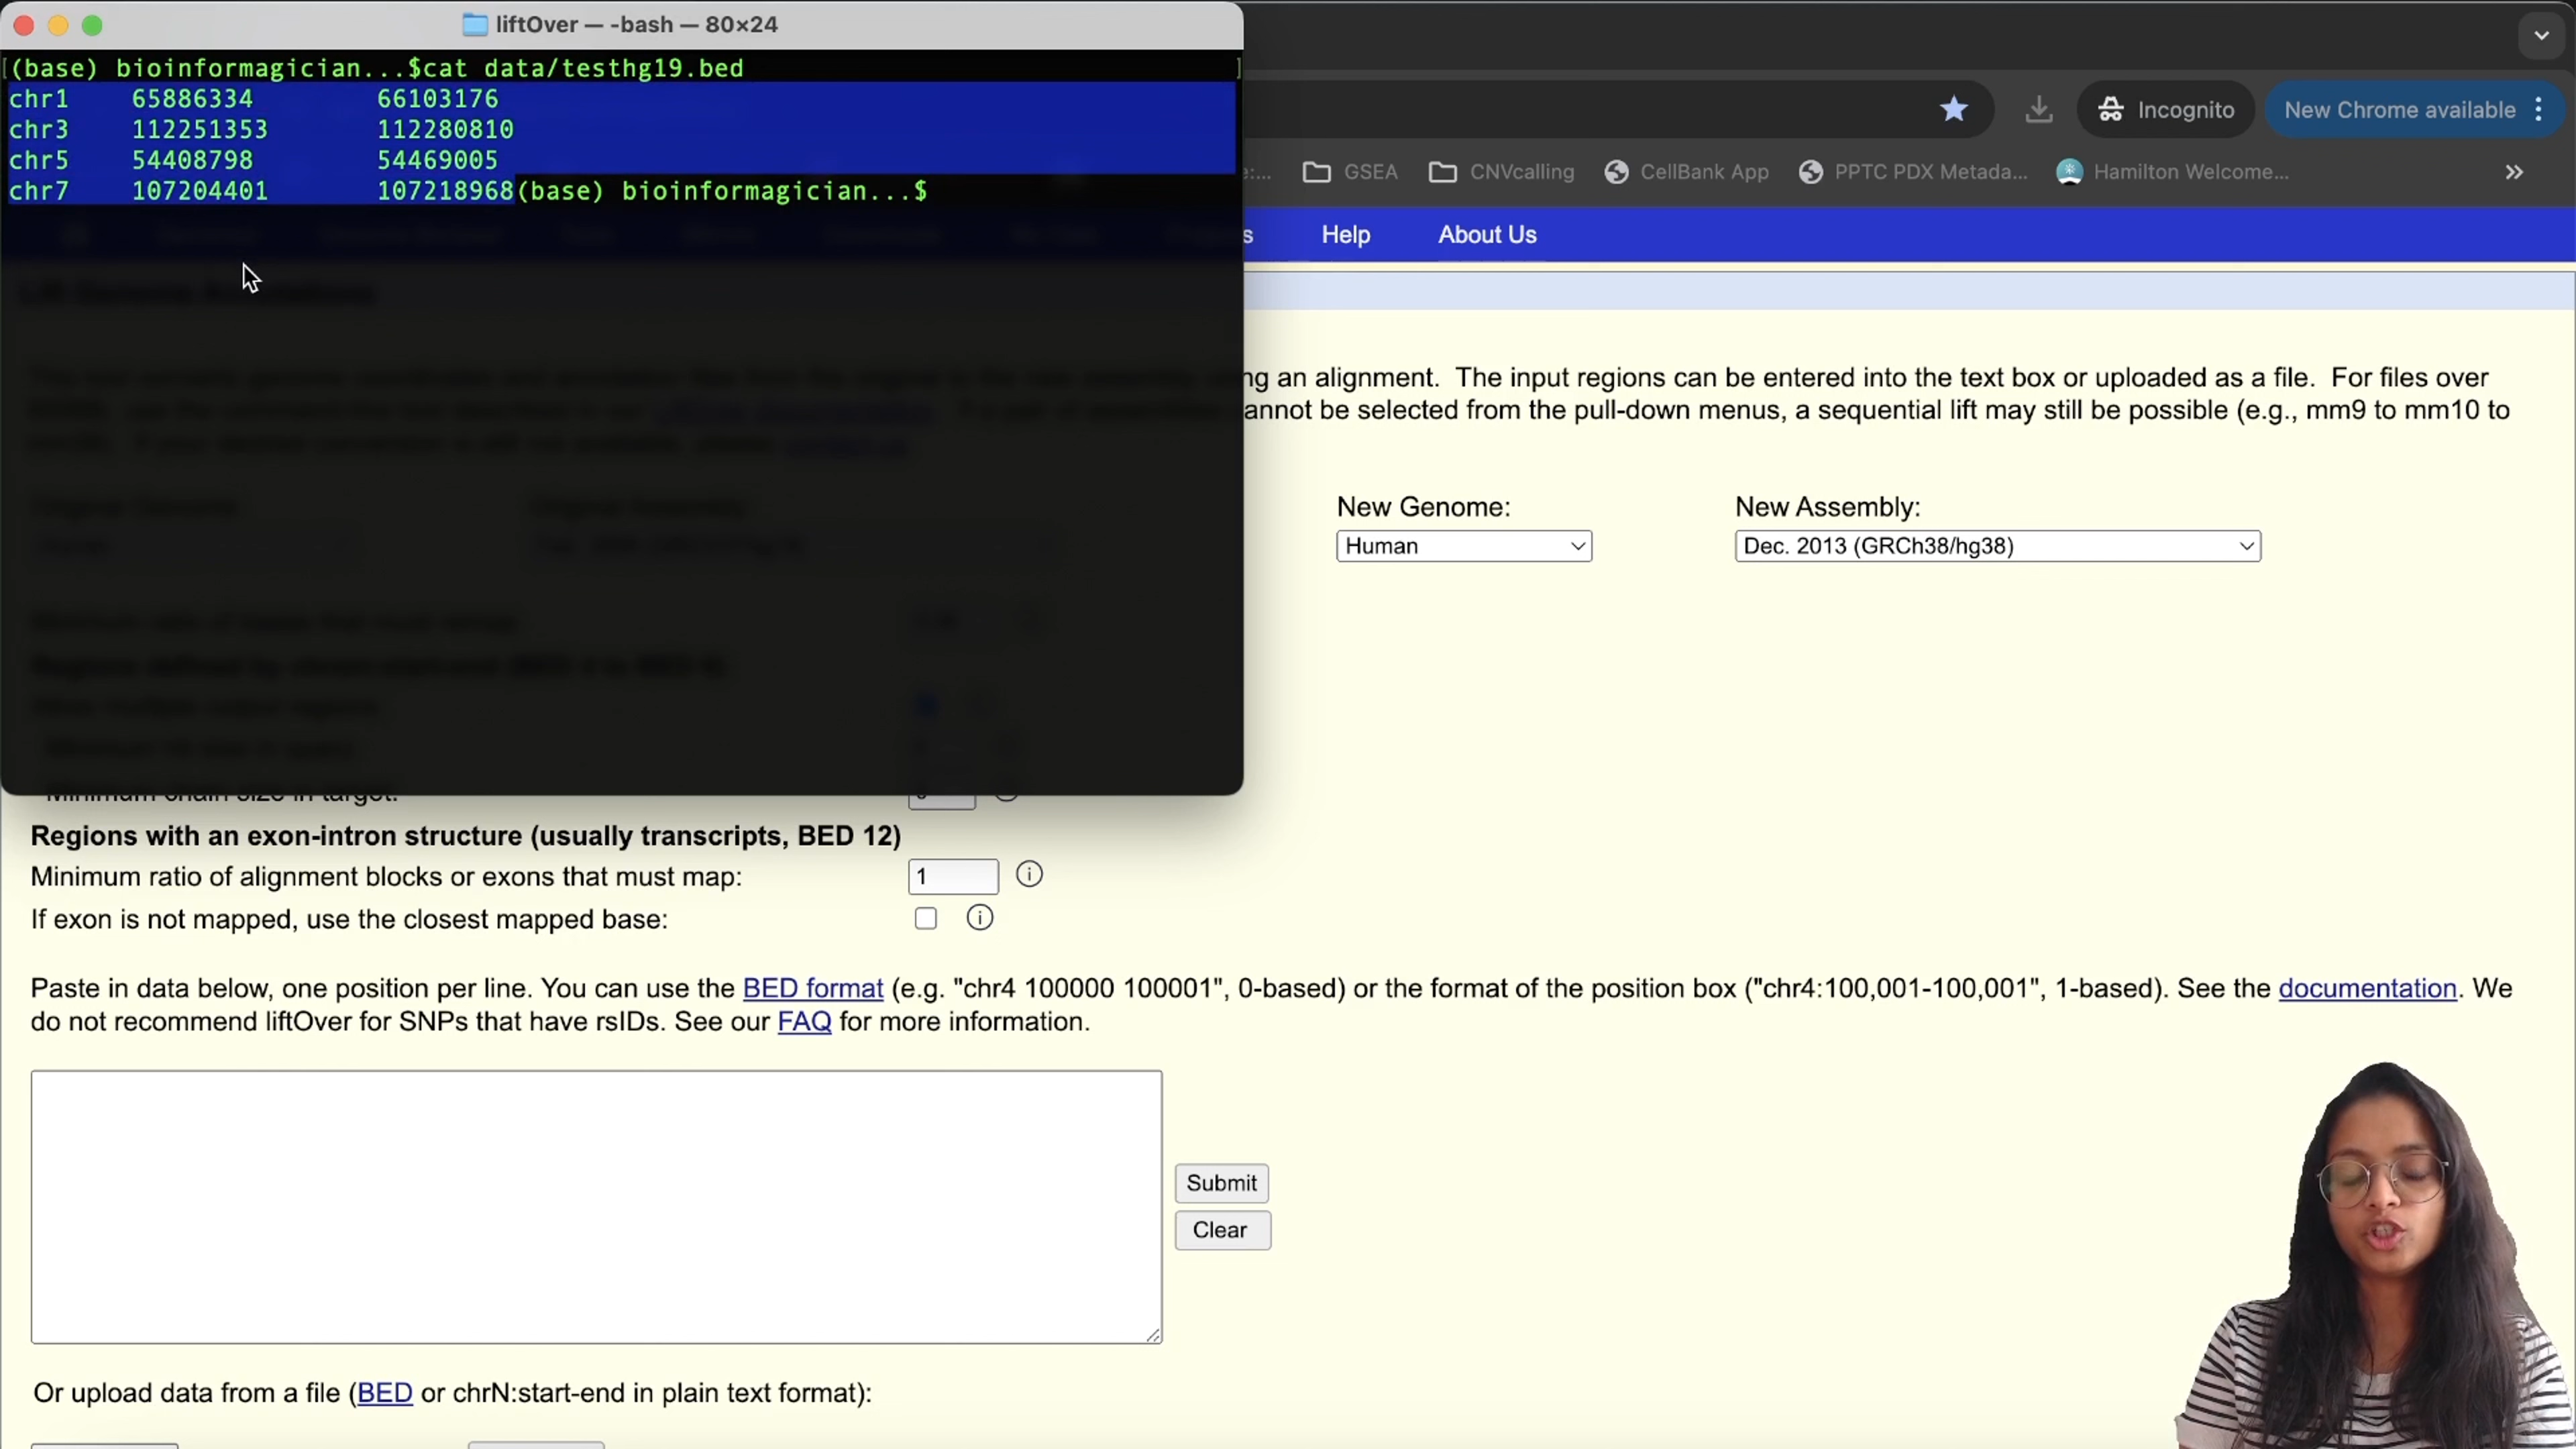 liftOver — -bash — 80×24
(base) bioinformagician...$cat data/testhg19.bed
chr1 65886334 66103176
chr3 112251353 112280810
chr5 54408798 54469005
chr7 107204401 107218968(base) bioinformagician...$
Incognito
New Chrome available
GSEA
CNVcalling
CellBank App
PPTC PDX Metada...
Hamilton Welcome...
Help
About Us
ng an alignment. The input regions can be entered into the text box or uploaded as a file. For files over
annot be selected from the pull-down menus, a sequential lift may still be possible (e.g., mm9 to mm10 to
New Genome:
New Assembly:
Human
Dec. 2013 (GRCh38/hg38)
Minimum chain size in target:
Regions with an exon-intron structure (usually transcripts, BED 12)
Minimum ratio of alignment blocks or exons that must map:
1
If exon is not mapped, use the closest mapped base:
Paste in data below, one position per line. You can use the BED format (e.g. "chr4 100000 100001", 0-based) or the format of the position box ("chr4:100,001-100,001", 1-based). See the documentation. We
do not recommend liftOver for SNPs that have rsIDs. See our FAQ for more information.
Submit
Clear
Or upload data from a file (BED or chrN:start-end in plain text format):